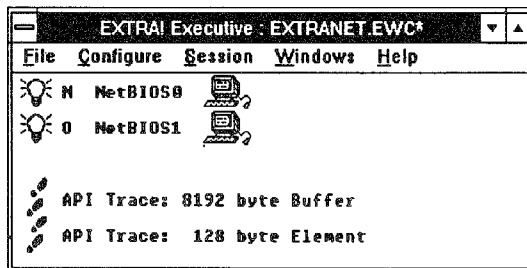 EXTRA! Executive : EXTRANET.EWC*
File Configure Session Windows Help
N NetBIOS0
O NetBIOS1
API Trace: 8192 byte Buffer
API Trace: 128 byte Element